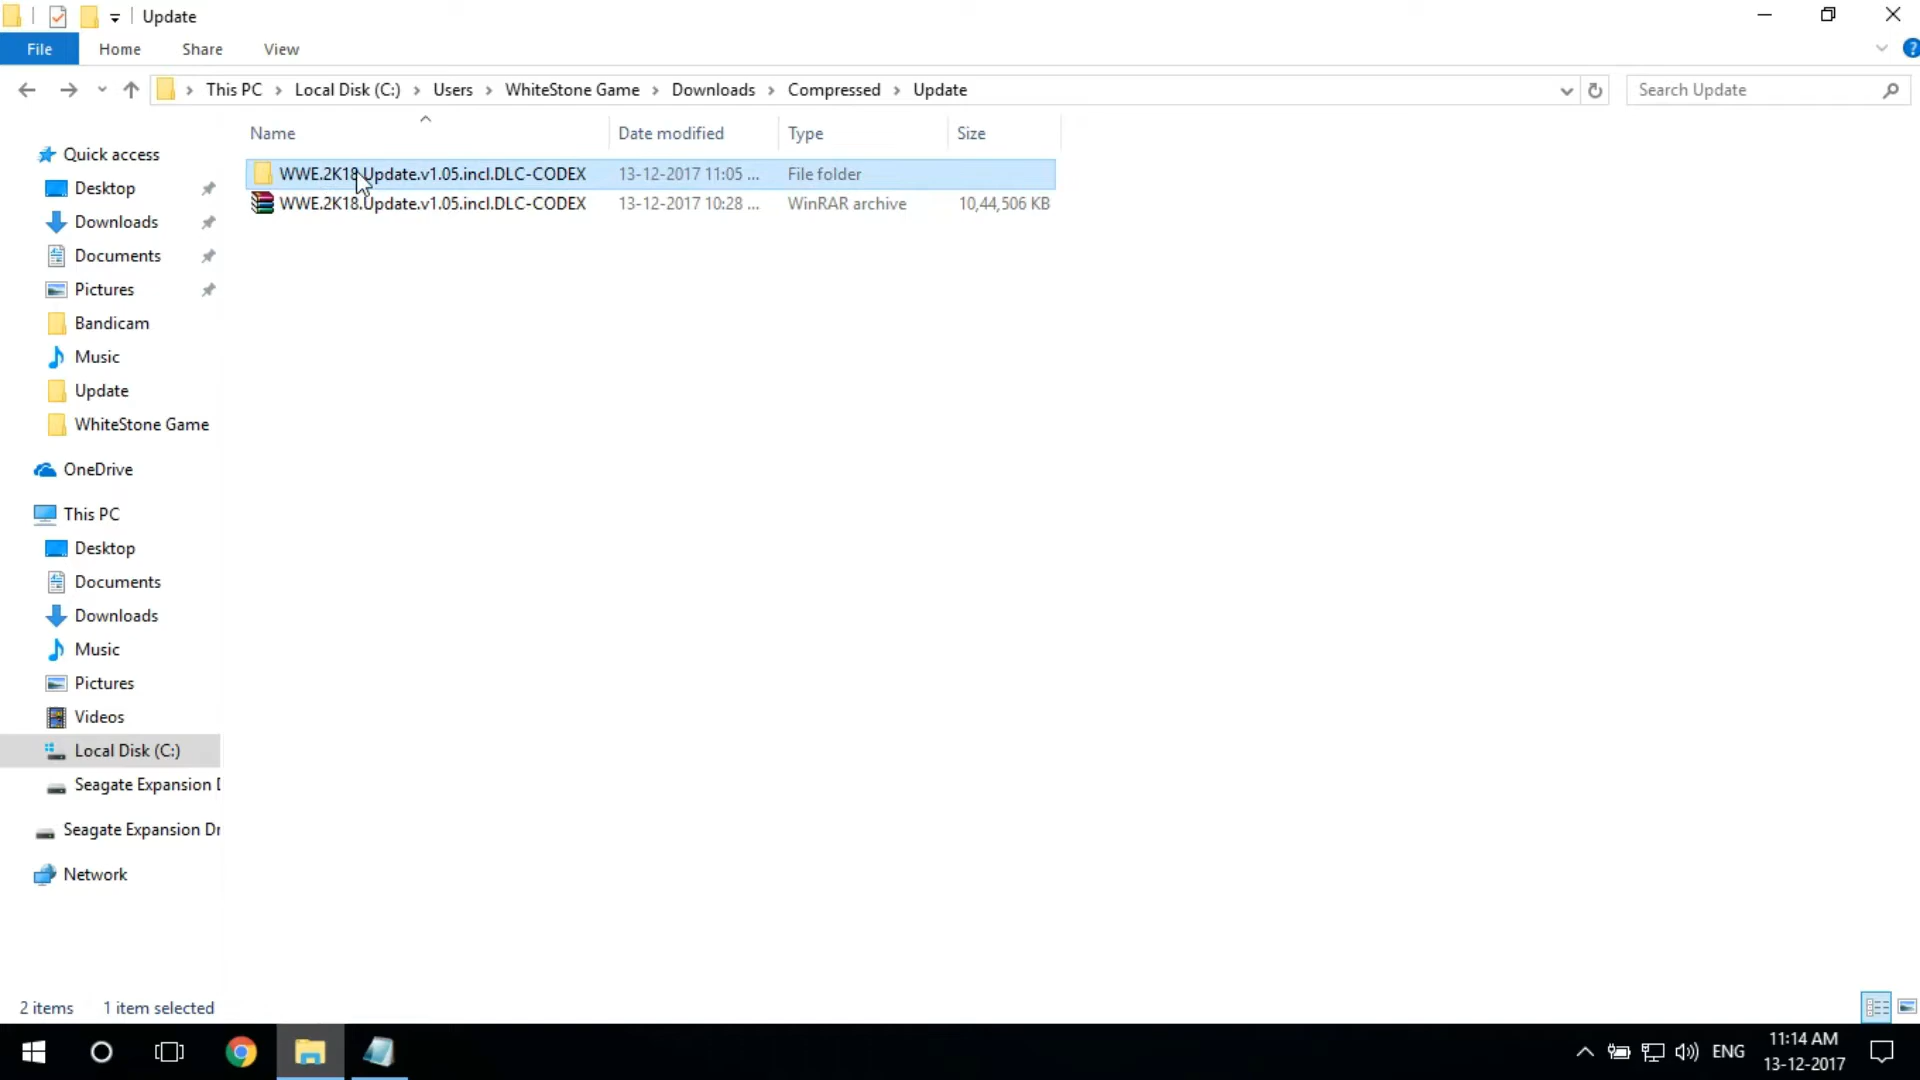 Update
File Home Share View
This PC Local Disk (C:) Users WhiteStone Game Downloads Compressed Update
Search Update
Name Date modified Type Size
WWE.2K18.Update.v1.05.incl.DLC-CODEX 13-12-2017 11:05 ... File folder
WWE.2K18.Update.v1.05.incl.DLC-CODEX 13-12-2017 10:28 ... WinRAR archive 10,44,506 KB
Quick access
Desktop
Downloads
Documents
Pictures
Bandicam
Music
Update
WhiteStone Game
OneDrive
This PC
Desktop
Documents
Downloads
Music
Pictures
Videos
Local Disk (C:)
Seagate Expansion D
Seagate Expansion Dr
Network
2 items 1 item selected
ENG
11:14 AM
13-12-2017